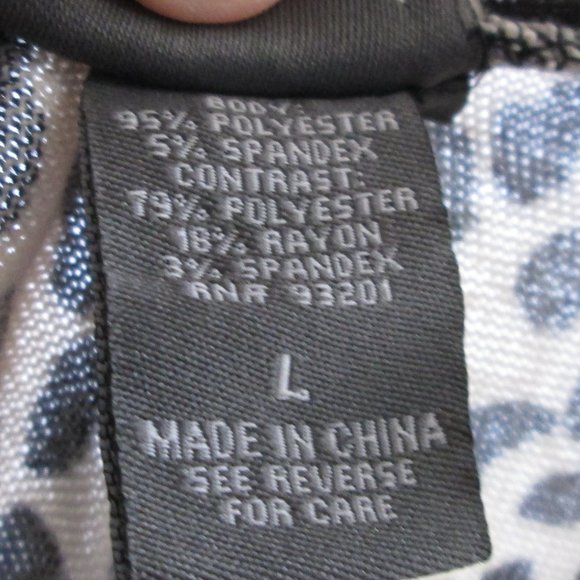 BODY:
95% POLYESTER
5% SPANDEX
CONTRAST:
79% POLYESTER
18% RAYON
3% SPANDEX
RN# 93201
L
MADE IN CHINA
SEE REVERSE
FOR CARE